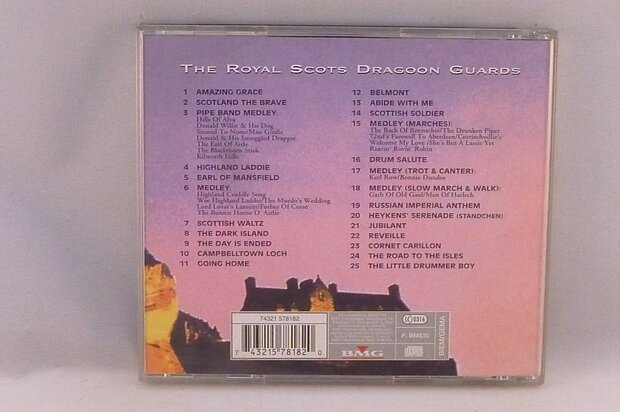 THE ROYAL SCOTS DRAGOON GUARDS
1 AMAZING GRACE
2 SCOTLAND THE BRAVE
3 PIPE BAND MEDLEY:
Hills Of Alva
Donald Willie & His Dog
Second To None/Miss Girdle
Donald & His Smuggled Drappie
The Earl Of Airle
The Blackthorn Stick
Kilworth Hills
4 HIGHLAND LADDIE
5 EARL OF MANSFIELD
6 MEDLEY:
Highland Craddle Song
Wee Highland Laddie/The Murdo's Wedding
Lord Lovat's Lament/Forbes Of Corse
The Bonnie House O' Airlie
7 SCOTTISH WALTZ
8 THE DARK ISLAND
9 THE DAY IS ENDED
10 CAMPBELLTOWN LOCH
11 GOING HOME
12 BELMONT
13 ABIDE WITH ME
14 SCOTTISH SOLDIER
15 MEDLEY (MARCHES):
The Back Of Bennachie/The Drunken Piper
72nd's Farewell To Aberdeen/Corriechoillie's
Welcome My Love /She's But A Lassie Yet
Rantin' Rovin' Robin
16 DRUM SALUTE
17 MEDLEY (TROT & CANTER):
Keel Row/Bonnie Dundee
18 MEDLEY (SLOW MARCH & WALK):
Garb Of Old Gaul/Men Of Harlech
19 RUSSIAN IMPERIAL ANTHEM
20 HEYKENS' SERENADE (STANDCHEN)
21 JUBILANT
22 REVEILLE
23 CORNET CARILLON
24 THE ROAD TO THE ISLES
25 THE LITTLE DRUMMER BOY
74321 578182
7 43215 78182 0
BMG
LC 0316
F: BM630
BIEM/GEMA